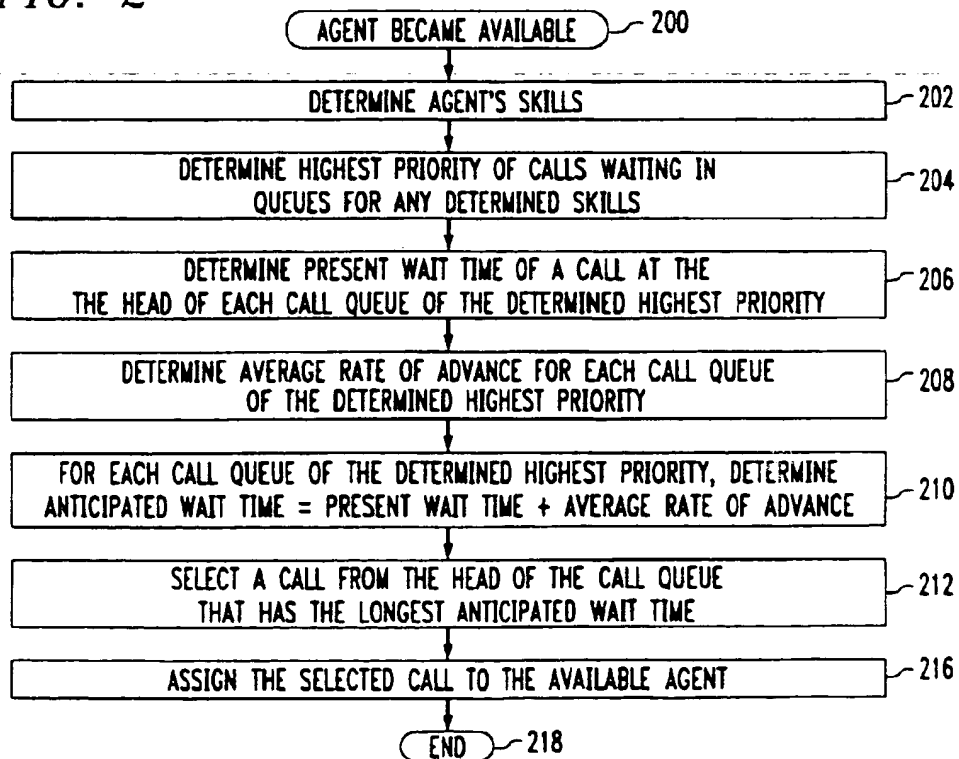 FIG. 2
AGENT BECAME AVAILABLE
200
DETERMINE AGENT'S SKILLS
202
DETERMINE HIGHEST PRIORITY OF CALLS WAITING IN
QUEUES FOR ANY DETERMINED SKILLS
204
DETERMINE PRESENT WAIT TIME OF A CALL AT THE
THE HEAD OF EACH CALL QUEUE OF THE DETERMINED HIGHEST PRIORITY
206
DETERMINE AVERAGE RATE OF ADVANCE FOR EACH CALL QUEUE
OF THE DETERMINED HIGHEST PRIORITY
208
FOR EACH CALL QUEUE OF THE DETERMINED HIGHEST PRIORITY, DETERMINE
ANTICIPATED WAIT TIME = PRESENT WAIT TIME + AVERAGE RATE OF ADVANCE
210
SELECT A CALL FROM THE HEAD OF THE CALL QUEUE
THAT HAS THE LONGEST ANTICIPATED WAIT TIME
212
ASSIGN THE SELECTED CALL TO THE AVAILABLE AGENT
216
END
218